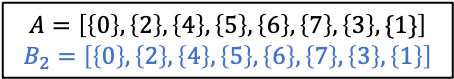 A = [{0}, {2}, {4}, {5}, {6}, {7}, {3}, {1}]
B₂ = [{0}, {2}, {4}, {5}, {6}, {7}, {3}, {1}]